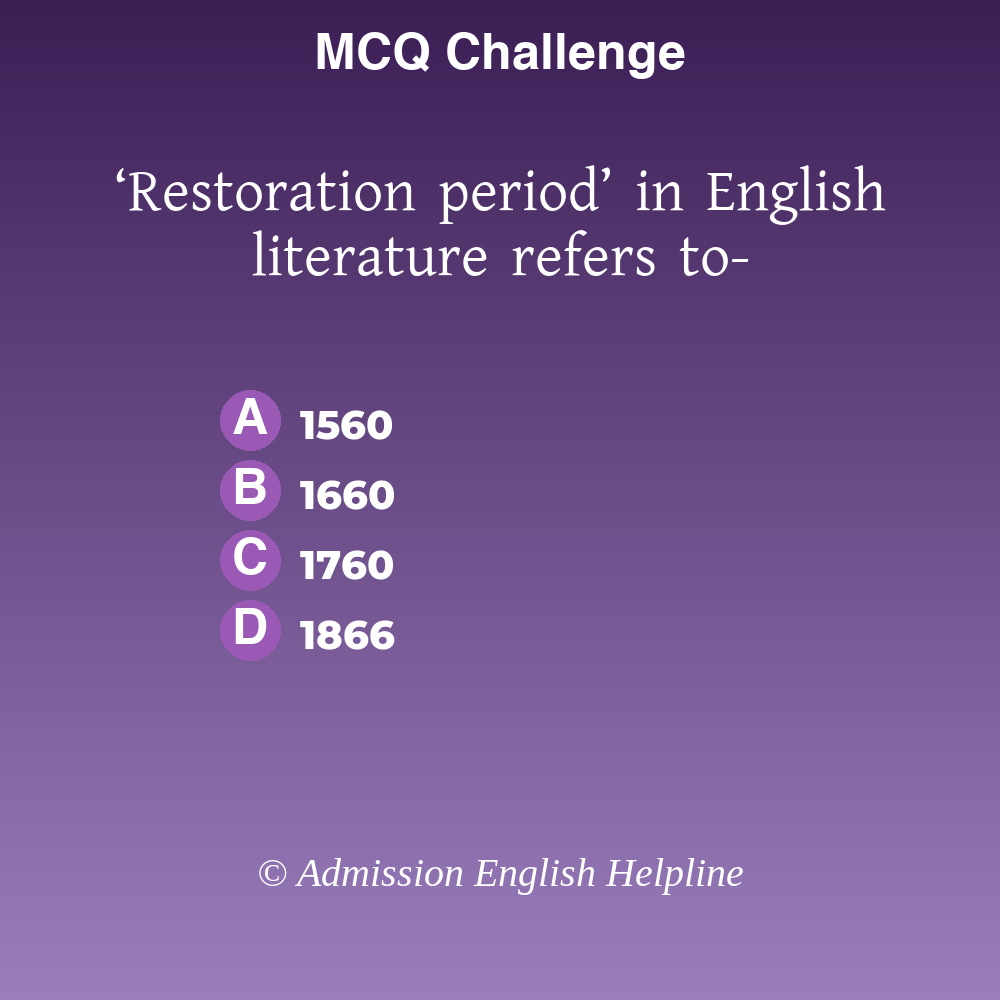 MCQ Challenge
‘Restoration period’ in English
literature refers to-
A 1560
B 1660
C 1760
D 1866
© Admission English Helpline